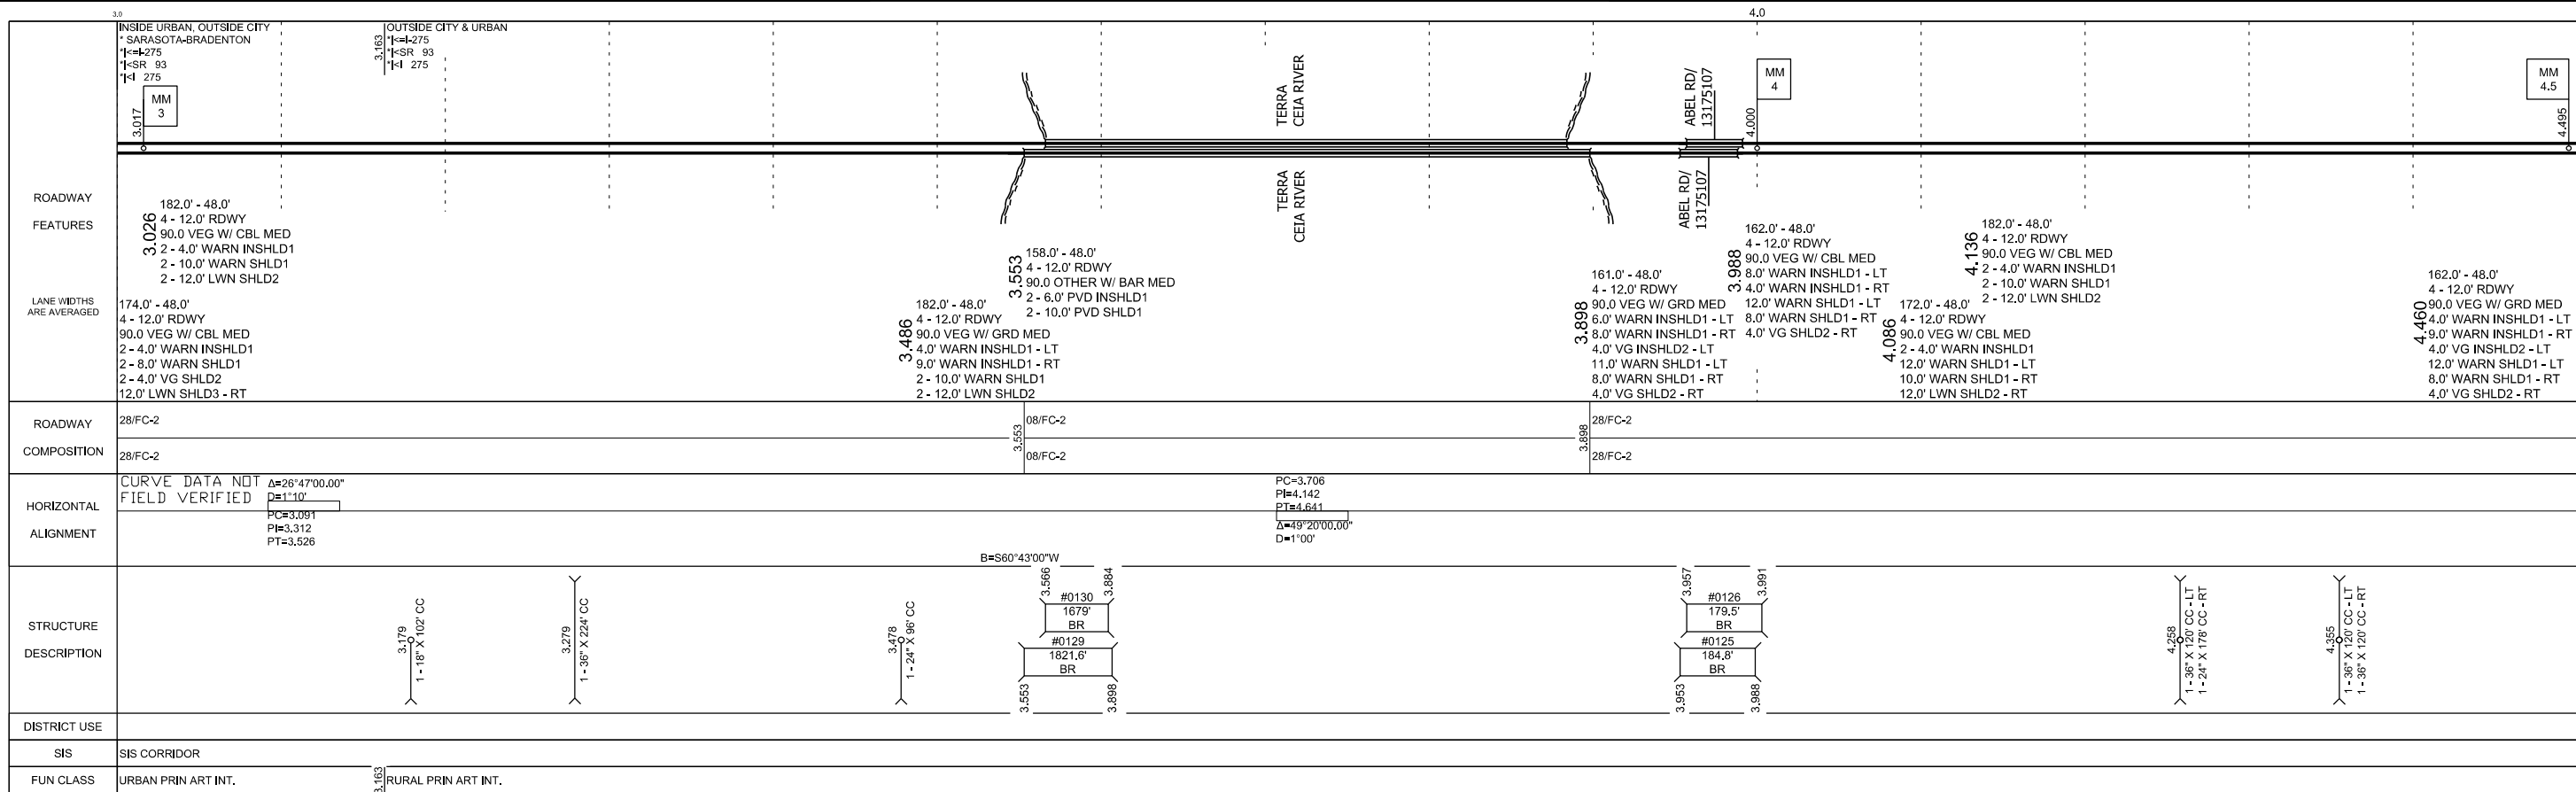 3.0
4.0
INSIDE URBAN, OUTSIDE CITY
* SARASOTA-BRADENTON
*|<=I-275
*|<SR 93
*|<I 275
3.163
OUTSIDE CITY & URBAN
*|<=I-275
*|<SR 93
*|<I 275
3.017
MM
3
TERRA
CEIA RIVER
ABEL RD/
13175107
4.000
MM
4
MM
4.5
4.495
TERRA
CEIA RIVER
ABEL RD/
13175107
ROADWAY
FEATURES
LANE WIDTHS
ARE AVERAGED
174.0' - 48.0'
4 - 12.0' RDWY
90.0 VEG W/ CBL MED
2 - 4.0' WARN INSHLD1
2 - 8.0' WARN SHLD1
2 - 4.0' VG SHLD2
12.0' LWN SHLD3 - RT
3.026
182.0' - 48.0'
4 - 12.0' RDWY
90.0 VEG W/ CBL MED
2 - 4.0' WARN INSHLD1
2 - 10.0' WARN SHLD1
2 - 12.0' LWN SHLD2
3.486
182.0' - 48.0'
4 - 12.0' RDWY
90.0 VEG W/ GRD MED
4.0' WARN INSHLD1 - LT
9.0' WARN INSHLD1 - RT
2 - 10.0' WARN SHLD1
2 - 12.0' LWN SHLD2
3.553
158.0' - 48.0'
4 - 12.0' RDWY
90.0 OTHER W/ BAR MED
2 - 6.0' PVD INSHLD1
2 - 10.0' PVD SHLD1
3.898
161.0' - 48.0'
4 - 12.0' RDWY
90.0 VEG W/ GRD MED
6.0' WARN INSHLD1 - LT
8.0' WARN INSHLD1 - RT
4.0' VG INSHLD2 - LT
11.0' WARN SHLD1 - LT
8.0' WARN SHLD1 - RT
4.0' VG SHLD2 - RT
3.988
162.0' - 48.0'
4 - 12.0' RDWY
90.0 VEG W/ CBL MED
8.0' WARN INSHLD1 - LT
4.0' WARN INSHLD1 - RT
12.0' WARN SHLD1 - LT
8.0' WARN SHLD1 - RT
4.0' VG SHLD2 - RT
4.086
172.0' - 48.0'
4 - 12.0' RDWY
90.0 VEG W/ CBL MED
2 - 4.0' WARN INSHLD1
12.0' WARN SHLD1 - LT
10.0' WARN SHLD1 - RT
12.0' LWN SHLD2 - RT
4.136
182.0' - 48.0'
4 - 12.0' RDWY
90.0 VEG W/ CBL MED
2 - 4.0' WARN INSHLD1
2 - 10.0' WARN SHLD1
2 - 12.0' LWN SHLD2
4.460
162.0' - 48.0'
4 - 12.0' RDWY
90.0 VEG W/ GRD MED
4.0' WARN INSHLD1 - LT
9.0' WARN INSHLD1 - RT
4.0' VG INSHLD2 - LT
12.0' WARN SHLD1 - LT
8.0' WARN SHLD1 - RT
4.0' VG SHLD2 - RT
ROADWAY
COMPOSITION
28/FC-2
28/FC-2
3.553
08/FC-2
08/FC-2
3.898
28/FC-2
28/FC-2
HORIZONTAL
ALIGNMENT
CURVE DATA NOT
FIELD VERIFIED
Δ=26°47'00.00"
D=1°10'
PC=3.091
PI=3.312
PT=3.526
B=S60°43'00"W
PC=3.706
PI=4.142
PT=4.641
Δ=49°20'00.00"
D=1°00'
STRUCTURE
DESCRIPTION
3.179
1 - 18" X 102' CC
3.279
1 - 36" X 224' CC
3.478
1 - 24" X 96' CC
3.566
3.884
#0130
1679'
BR
#0129
1821.6'
BR
3.553
3.898
3.957
3.991
#0126
179.5'
BR
#0125
184.8'
BR
3.953
3.988
4.258
1 - 36" X 120' CC - LT
1 - 24" X 178' CC - RT
4.355
1 - 36" X 120' CC - LT
1 - 36" X 120' CC - RT
DISTRICT USE
SIS
SIS CORRIDOR
FUN CLASS
URBAN PRIN ART INT.
3.163
RURAL PRIN ART INT.